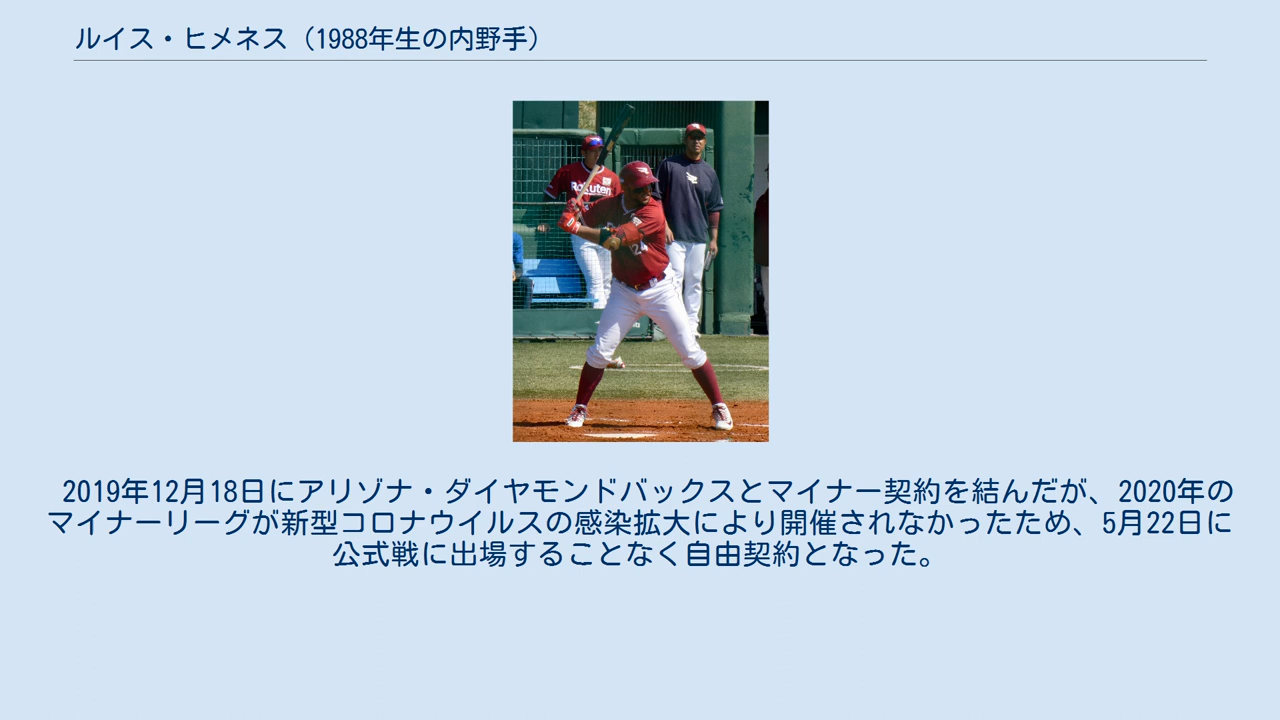 ルイス・ヒメネス（1988年生の内野手）
Rakuten
24
2019年12月18日にアリゾナ・ダイヤモンドバックスとマイナー契約を結んだが、2020年の
マイナーリーグが新型コロナウイルスの感染拡大により開催されなかったため、5月22日に
公式戦に出場することなく自由契約となった。